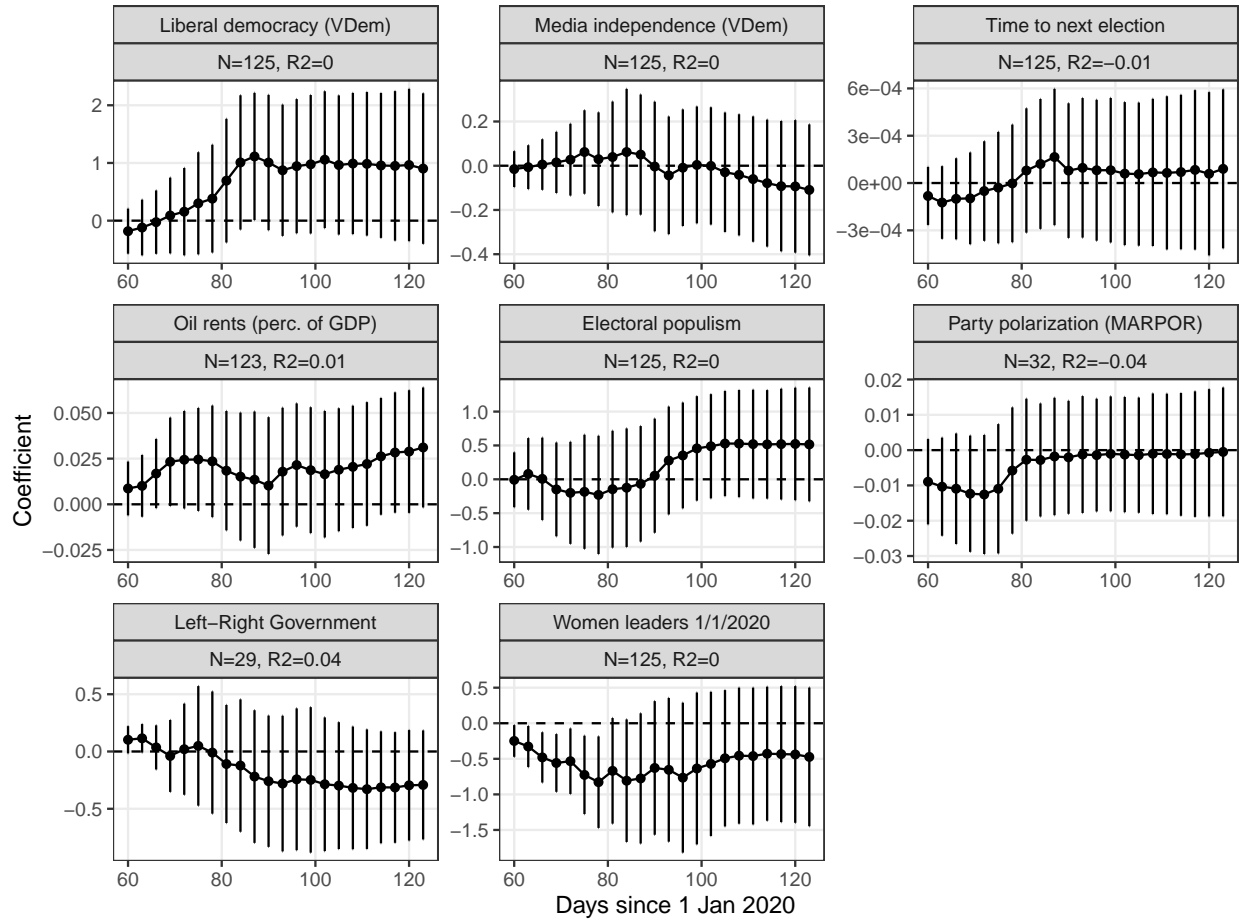 Liberal democracy (VDem)
N=125, R2=0
2
1
0
60 80 100 120
Media independence (VDem)
N=125, R2=0
0.2
0.0
−0.2
−0.4
60 80 100 120
Time to next election
N=125, R2=−0.01
6e−04
3e−04
0e+00
−3e−04
60 80 100 120
Oil rents (perc. of GDP)
N=123, R2=0.01
0.050
0.025
0.000
−0.025
60 80 100 120
Electoral populism
N=125, R2=0
1.0
0.5
0.0
−0.5
−1.0
60 80 100 120
Party polarization (MARPOR)
N=32, R2=−0.04
0.02
0.01
0.00
−0.01
−0.02
−0.03
60 80 100 120
Left−Right Government
N=29, R2=0.04
0.5
0.0
−0.5
60 80 100 120
Women leaders 1/1/2020
N=125, R2=0
0.5
0.0
−0.5
−1.0
−1.5
60 80 100 120
Coefficient
Days since 1 Jan 2020